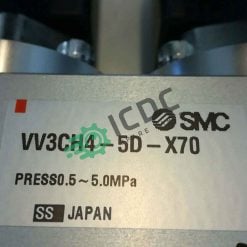 SMC
VV3CH4-5D-X70
PRESS0.5~5.0MPa
SS JAPAN
ICDC